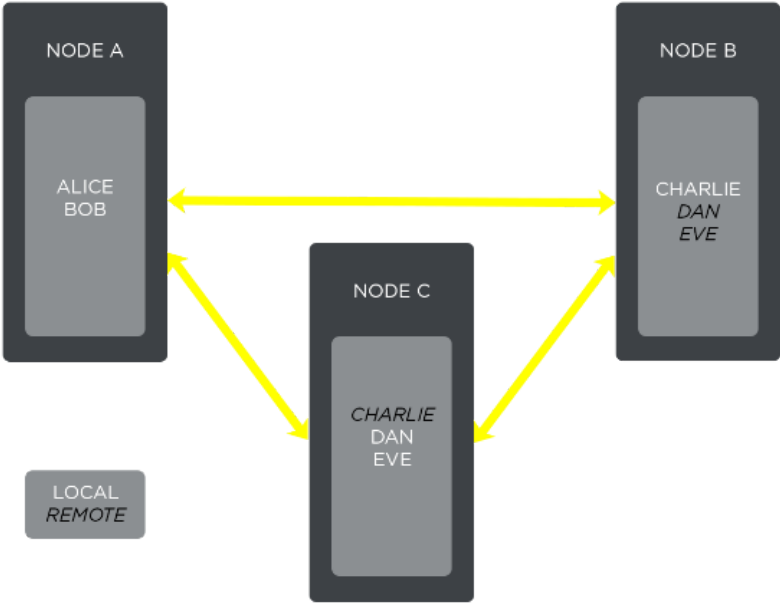 NODE A
ALICE
BOB
NODE B
CHARLIE
DAN
EVE
NODE C
CHARLIE
DAN
EVE
LOCAL
REMOTE